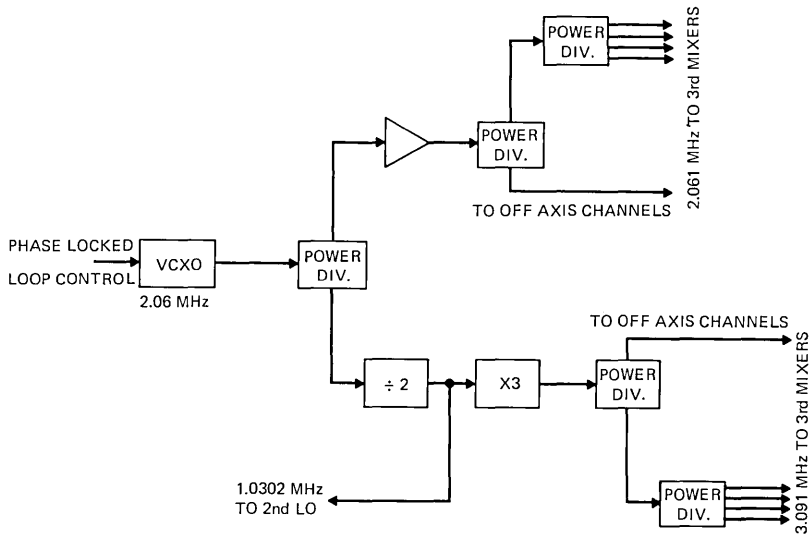 POWER
DIV.
2.061 MHz TO 3rd MIXERS
POWER
DIV.
TO OFF AXIS CHANNELS
PHASE LOCKED
LOOP CONTROL
VCXO
2.06 MHz
POWER
DIV.
TO OFF AXIS CHANNELS
÷ 2
X3
POWER
DIV.
3.091 MHz TO 3rd MIXERS
1.0302 MHz
TO 2nd LO
POWER
DIV.